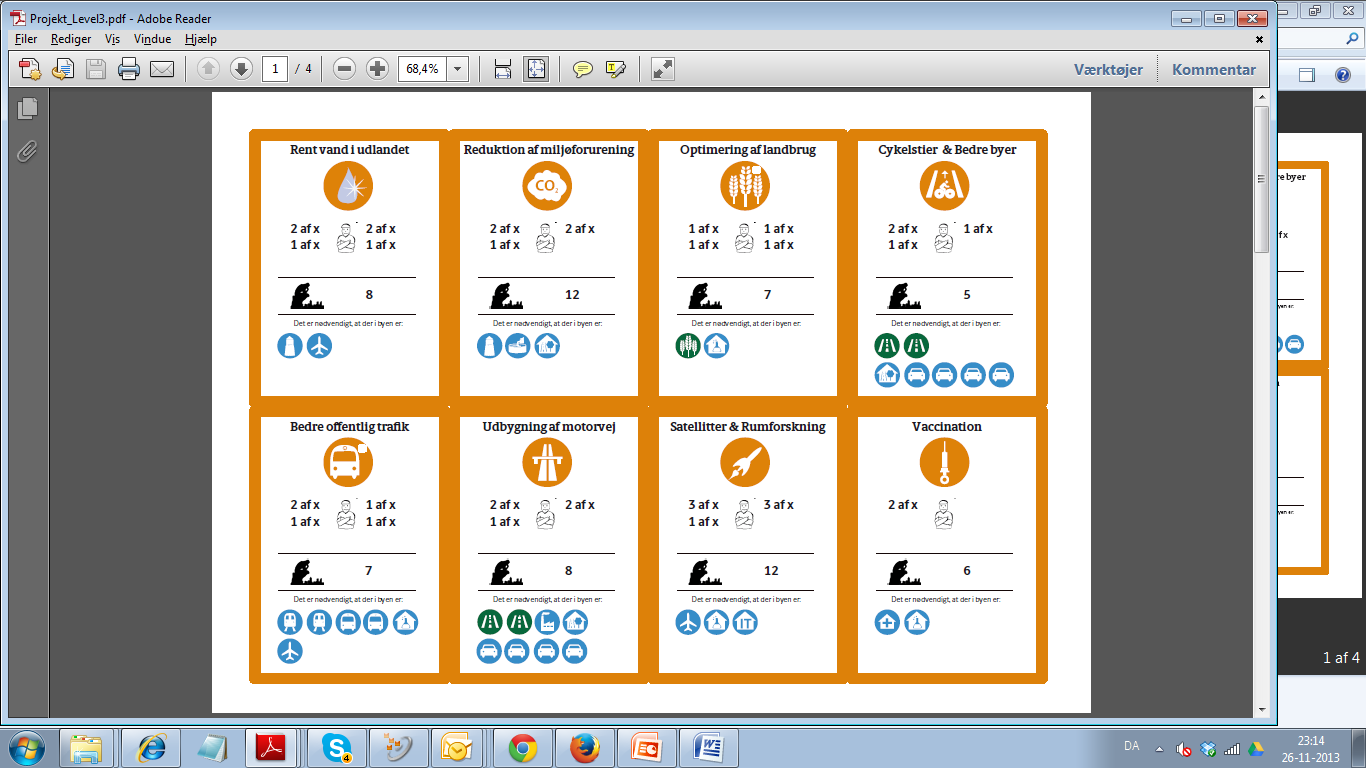 Projekt_Level3.pdf - Adobe Reader
Filer Rediger Vis Vindue Hjælp
1 / 4 68,4% Værktøjer Kommentar
Rent vand i udlandet
2 af x 2 af x
1 af x 1 af x
8
Det er nødvendigt, at der i byen er:
Reduktion af miljøforurening
CO2
2 af x 2 af x
1 af x
12
Det er nødvendigt, at der i byen er:
Optimering af landbrug
1 af x 1 af x
1 af x 1 af x
7
Det er nødvendigt, at der i byen er:
Cykelstier & Bedre byer
2 af x 1 af x
1 af x
5
Det er nødvendigt, at der i byen er:
Bedre offentlig trafik
2 af x 1 af x
1 af x 1 af x
7
Det er nødvendigt, at der i byen er:
Udbygning af motorvej
2 af x 2 af x
1 af x
8
Det er nødvendigt, at der i byen er:
Satellitter & Rumforskning
3 af x 3 af x
1 af x
12
Det er nødvendigt, at der i byen er:
IT
Vaccination
2 af x
6
Det er nødvendigt, at der i byen er:
1 af 4
4
DA
23:14
26-11-2013